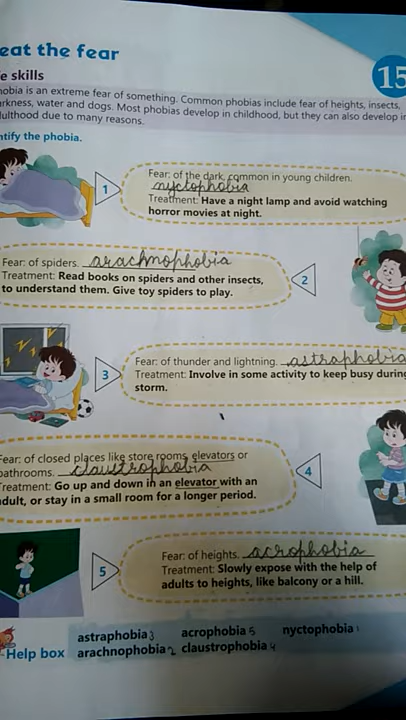 eat the fear
e skills
15
hobia is an extreme fear of something. Common phobias include fear of heights, insects,
arkness, water and dogs. Most phobias develop in childhood, but they can also develop in
ulthood due to many reasons.
ntify the phobia.
1
Fear: of the dark, common in young children.
nyctophobia
Treatment: Have a night lamp and avoid watching
horror movies at night.
Fear: of spiders. arachnophobia
Treatment: Read books on spiders and other insects,
to understand them. Give toy spiders to play.
2
3
Fear: of thunder and lightning. astraphobia
Treatment: Involve in some activity to keep busy during
storm.
Fear: of closed places like store rooms, elevators or
bathrooms. claustrophobia
Treatment: Go up and down in an elevator with an
adult, or stay in a small room for a longer period.
4
5
Fear: of heights. acrophobia
Treatment: Slowly expose with the help of
adults to heights, like balcony or a hill.
Help box
astraphobia 3 acrophobia 5 nyctophobia 1
arachnophobia 2 claustrophobia 4